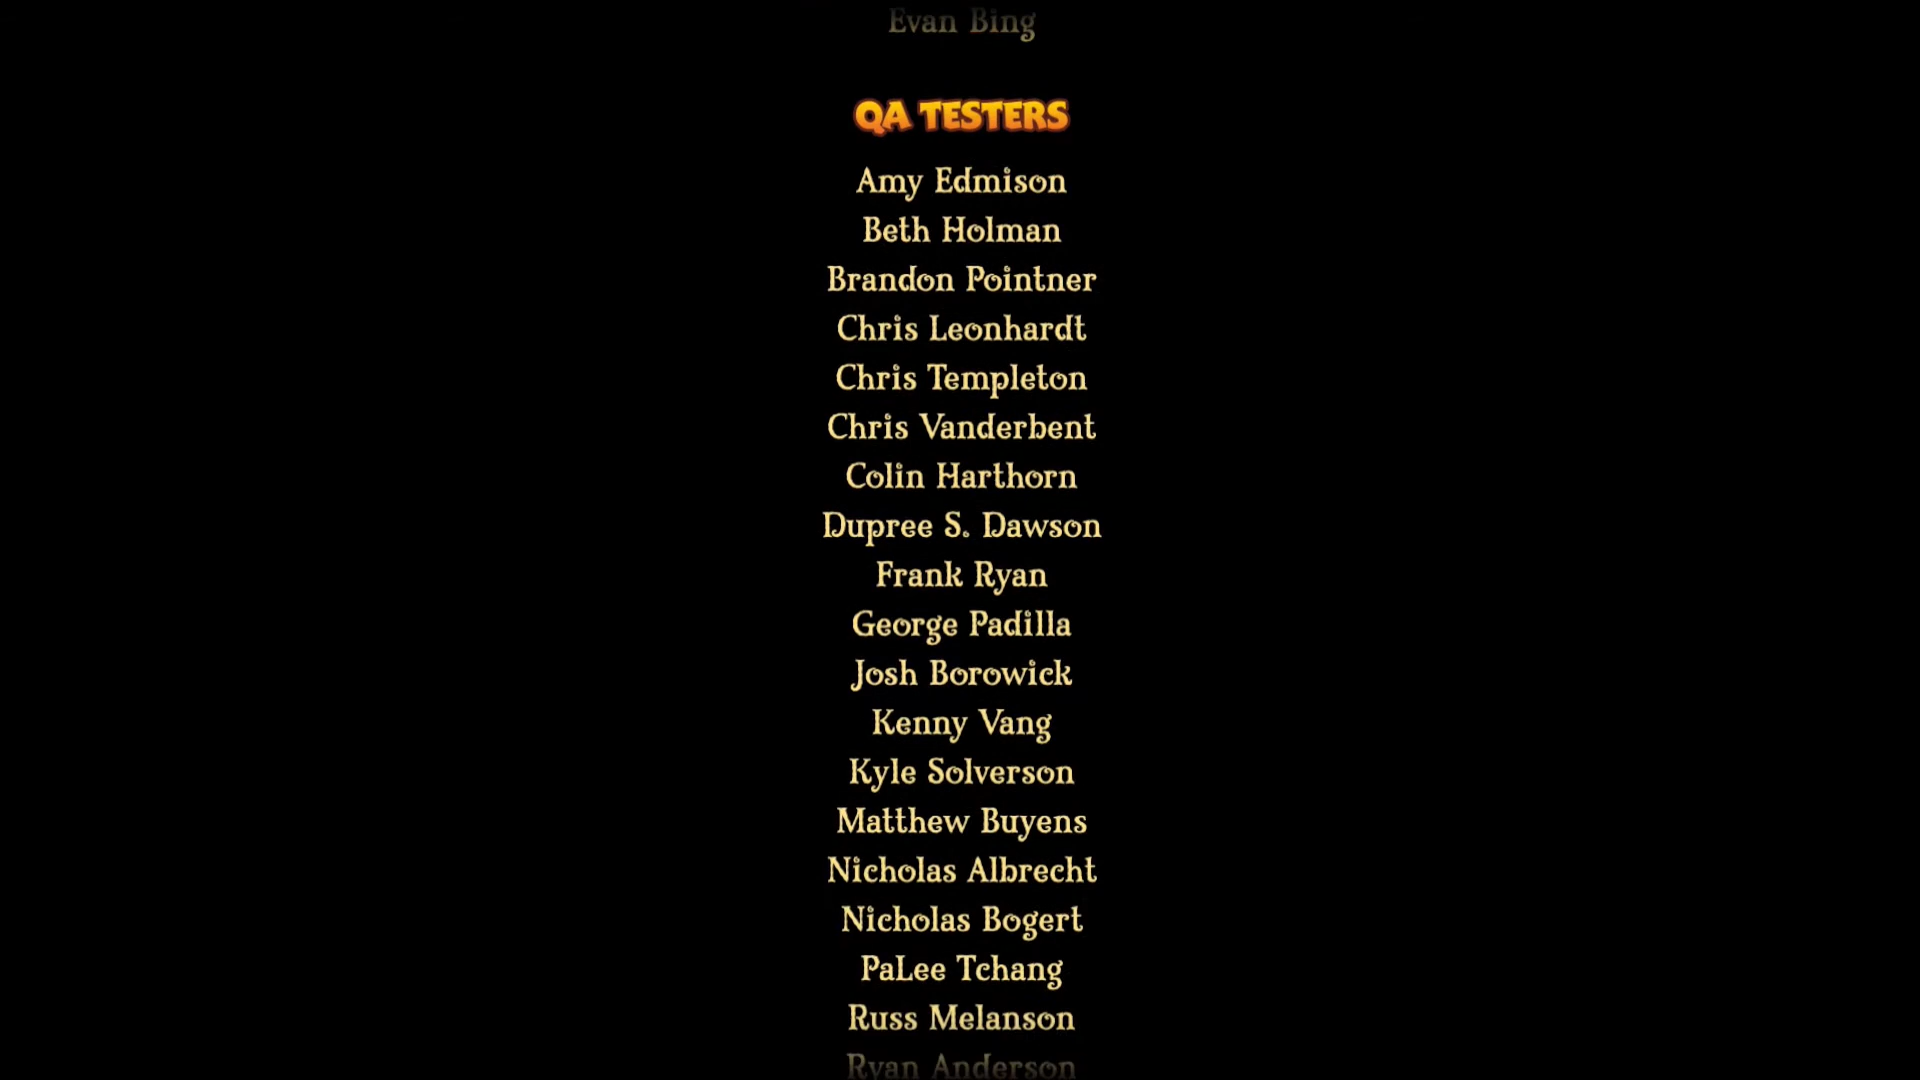 Evan Bing
QA TESTERS
Amy Edmison
Beth Holman
Brandon Pointner
Chris Leonhardt
Chris Templeton
Chris Vanderbent
Colin Harthorn
Dupree S. Dawson
Frank Ryan
George Padilla
Josh Borowick
Kenny Vang
Kyle Solverson
Matthew Buyens
Nicholas Albrecht
Nicholas Bogert
PaLee Tchang
Russ Melanson
Ryan Anderson